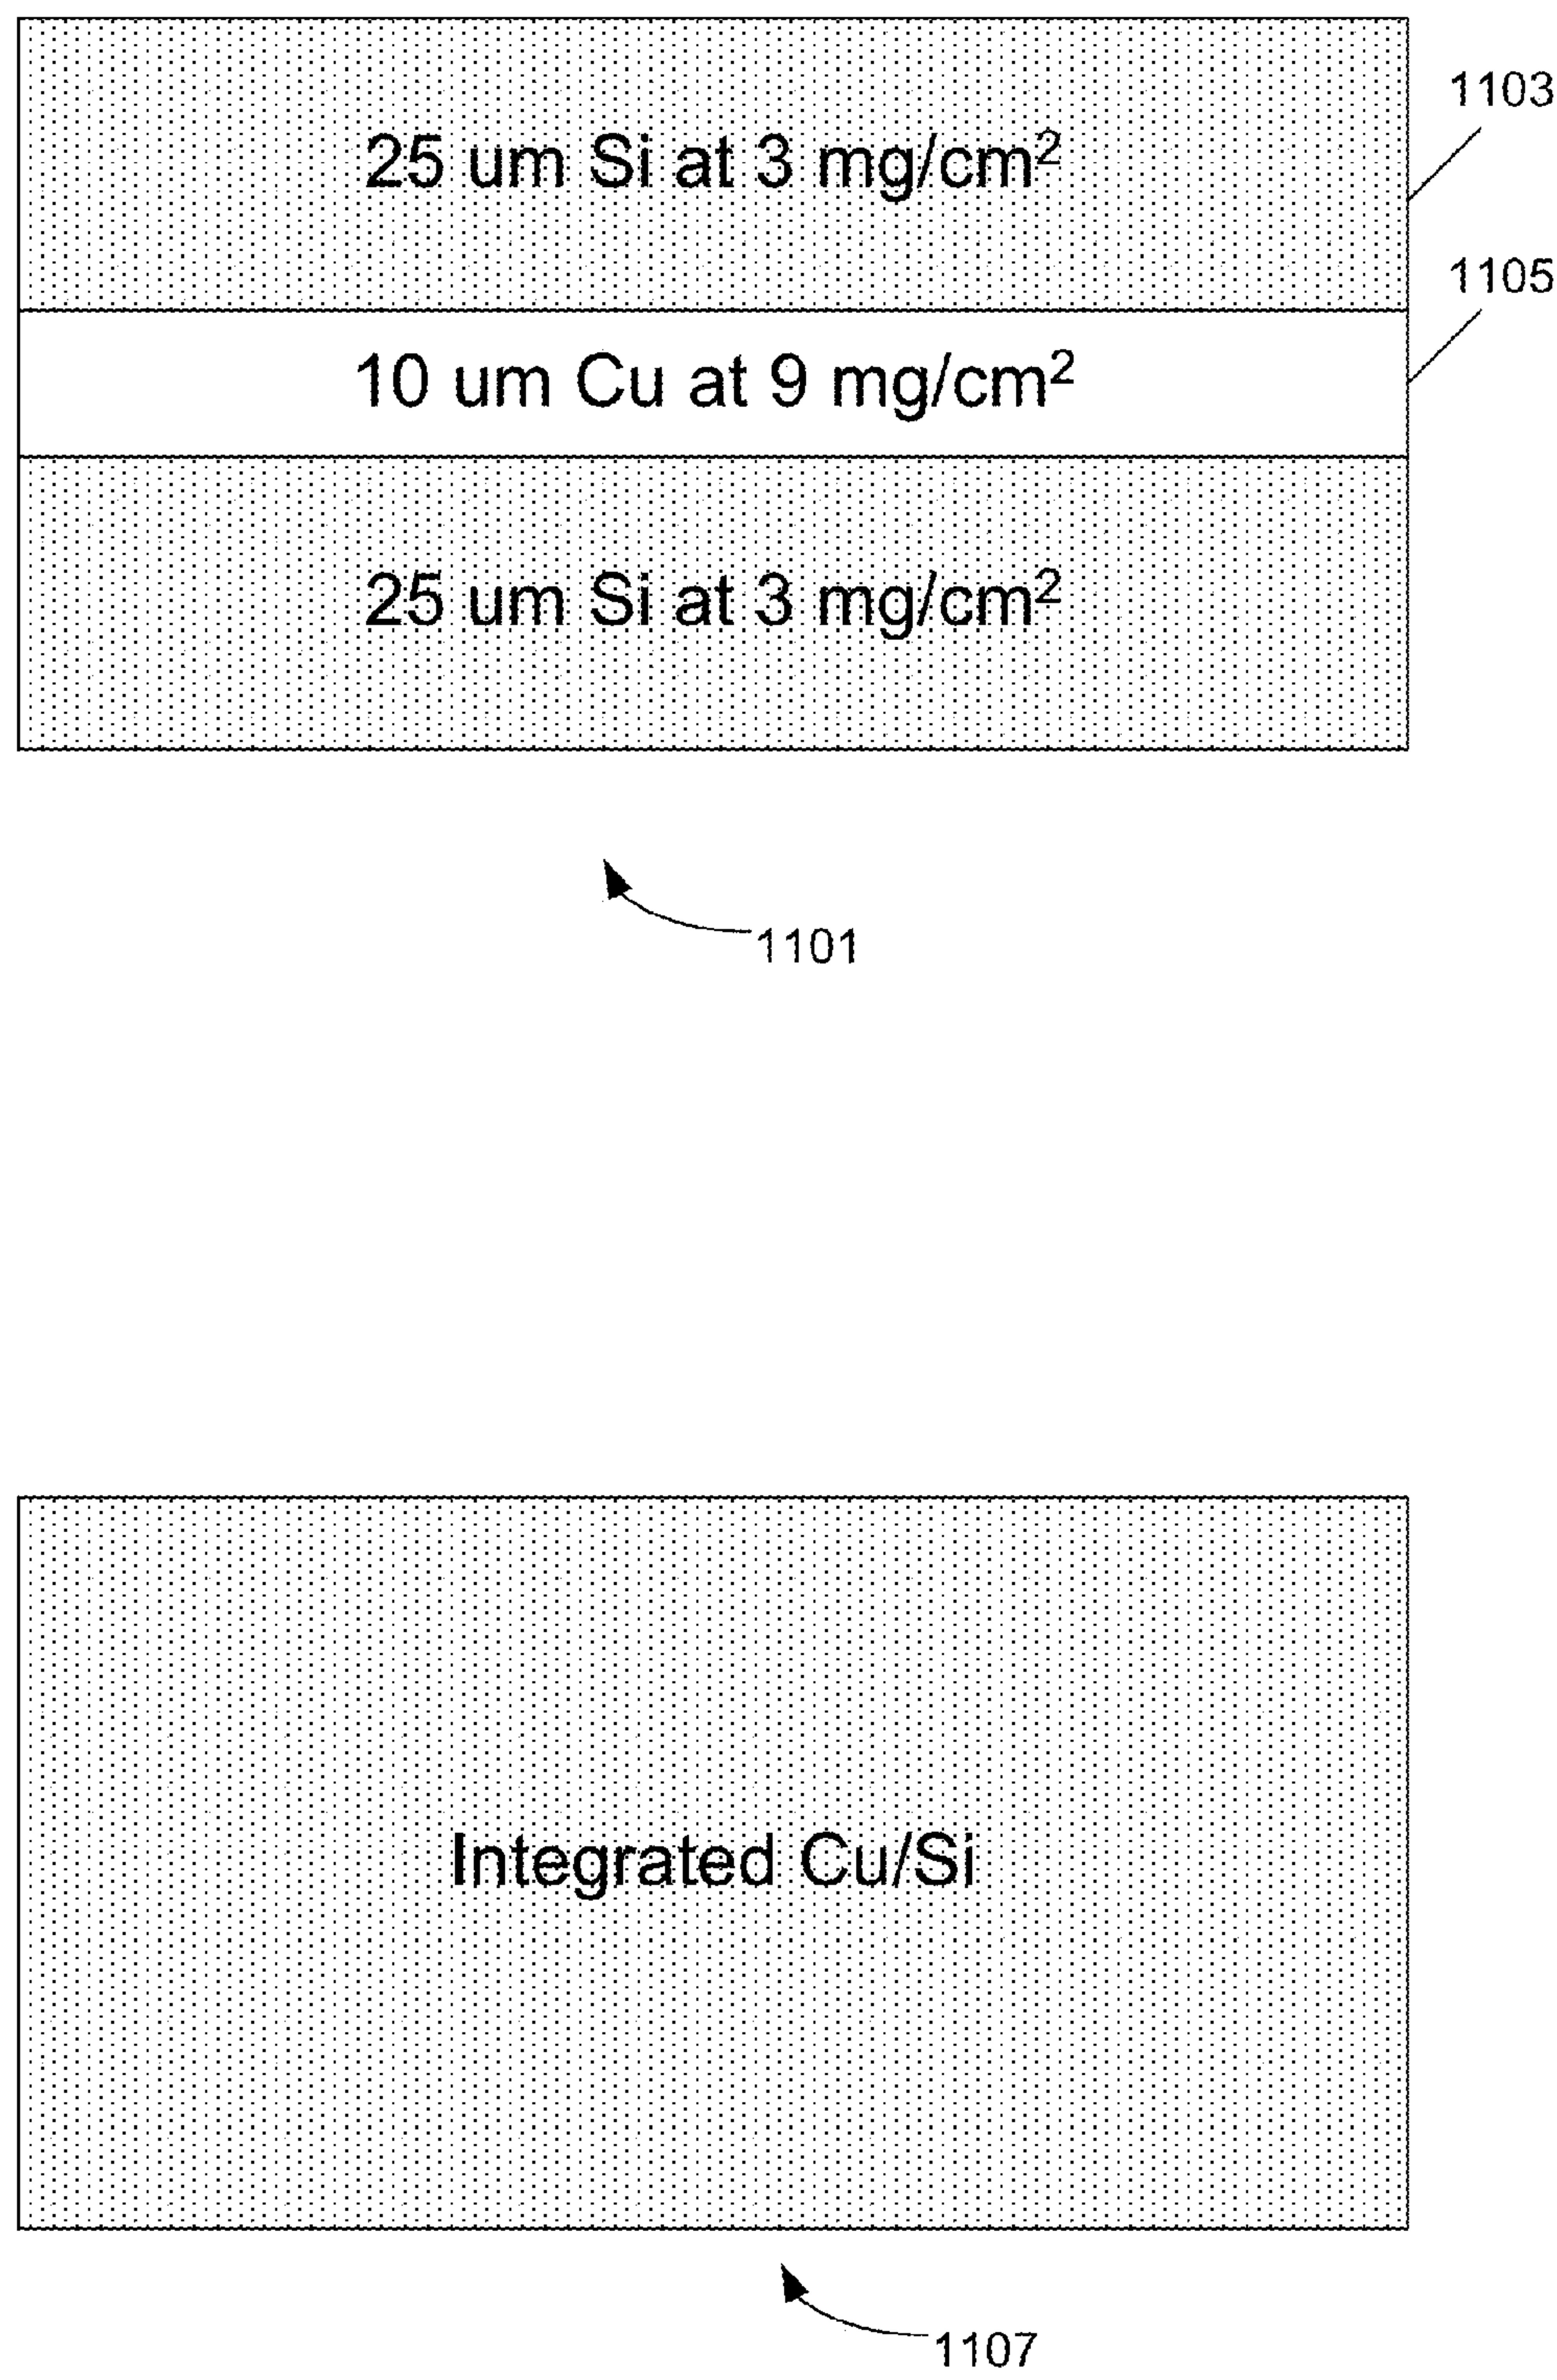 25 um Si at 3 mg/cm²
1103
1105
10 um Cu at 9 mg/cm²
25 um Si at 3 mg/cm²
1101
Integrated Cu/Si
1107